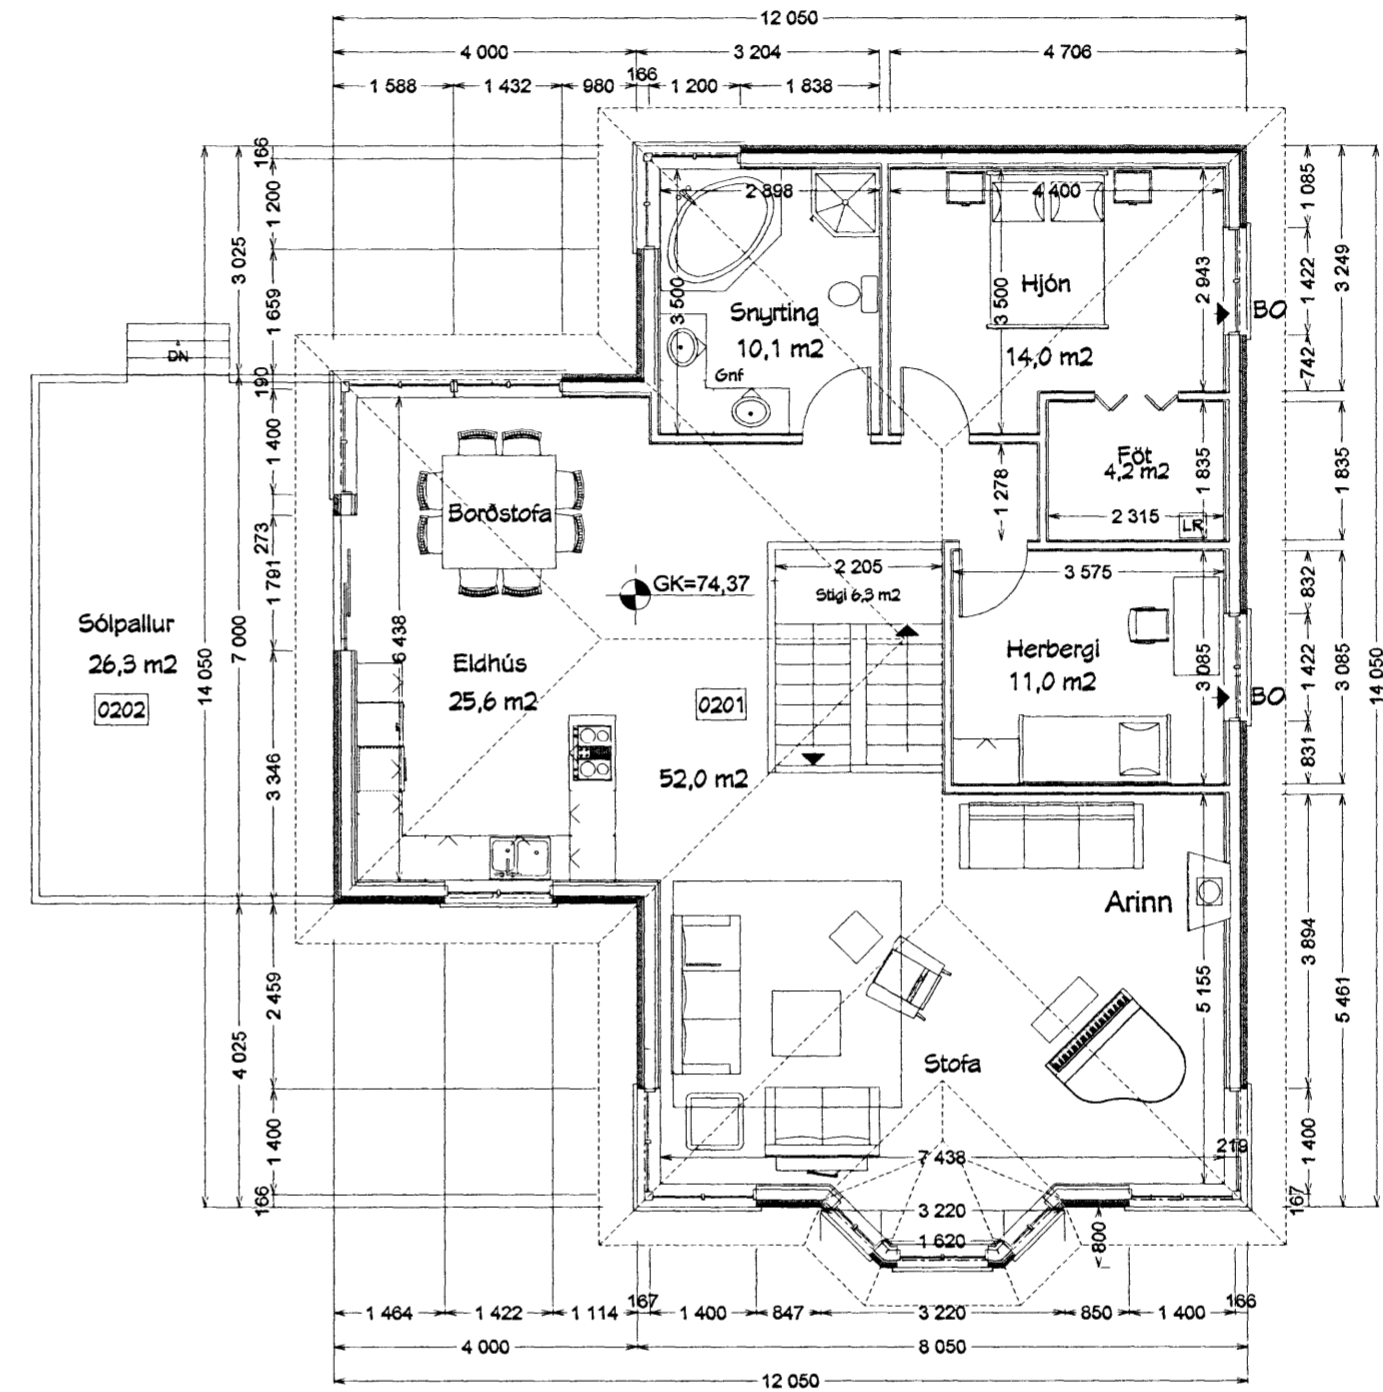 12 050
4 000 3 204 4 706
1 588 1 432 980 166 1 200 1 838
166
1 200
1 659
3 025
190
1 400
273
1 791
7 000
14 050
3 346
2 459
4 025
1 400
166
1 085
1 422
742
3 249
1 835
832
1 422
831
3 085
14 050
3 894
5 461
1 400
167
2 898
3 500
Snyrting
10,1 m2
Gnf
4 400
3 500
2 943
Hjón
14,0 m2
BO
DN
Föt
4,2 m2
1 835
1 278
2 315
LR
Borðstofa
6 438
GK=74,37
2 205
Stigi 6,3 m2
3 575
Sólpallur
26,3 m2
0202
Eldhús
25,6 m2
0201
52,0 m2
Herbergi
11,0 m2
3 085
BO
Arinn
5 155
Stofa
219
7 438
3 220
1 620
800
1 464 1 422 1 114 167 1 400 847 3 220 850 1 400 166
4 000 8 050
12 050